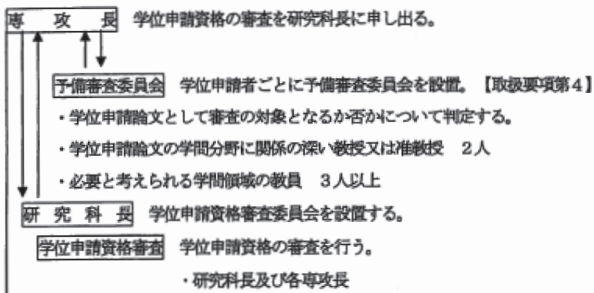 専攻長 学位申請資格の審査を研究科長に申し出る。
予備審査委員会 学位申請者ごとに予備審査委員会を設置。【取扱要項第4】
・学位申請論文として審査の対象となるか否かについて判定する。
・学位申請論文の学問分野に関係の深い教授又は准教授 2人
・必要と考えられる学問領域の教員 3人以上
研究科長 学位申請資格審査委員会を設置する。
学位申請資格審査 学位申請資格の審査を行う。
・研究科長及び各専攻長